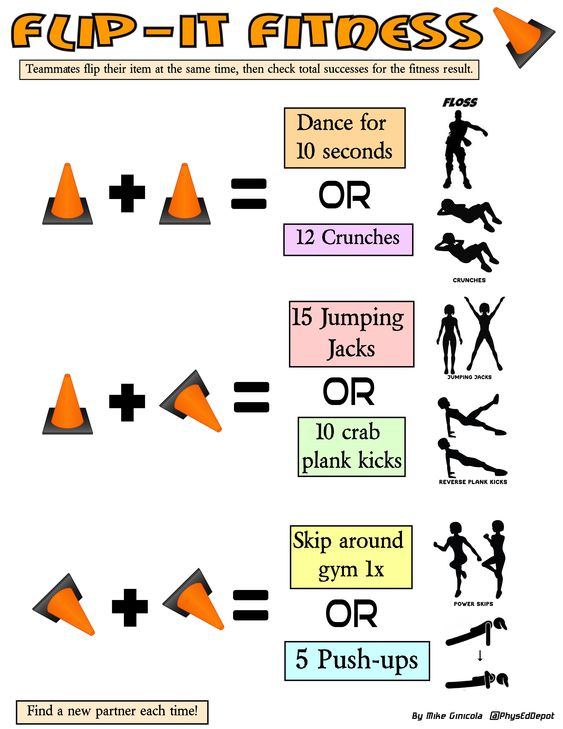 FLIP-IT FITNESS
Teammates flip their item at the same time, then check total successes for the fitness result.
FLOSS
Dance for
10 seconds
OR
12 Crunches
CRUNCHES
15 Jumping
Jacks
JUMPING JACKS
OR
10 crab
plank kicks
REVERSE PLANK KICKS
Skip around
gym 1x
POWER SKIPS
OR
5 Push-ups
Find a new partner each time!
By Mike Ginicola @PhysEdDepot